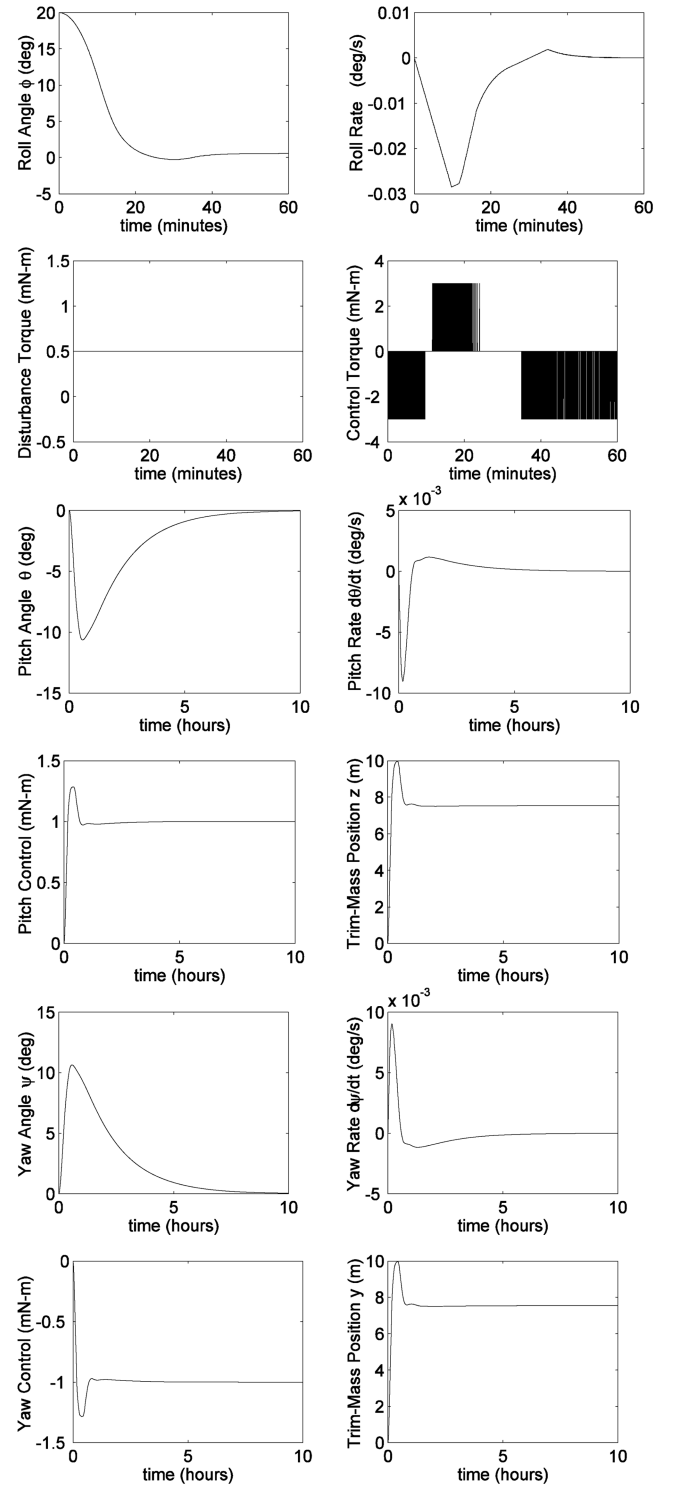 20
15
10
5
0
-5
Roll Angle ϕ (deg)
0 20 40 60
time (minutes)
0.01
0
-0.01
-0.02
-0.03
Roll Rate (deg/s)
0 20 40 60
time (minutes)
1.5
1
0.5
0
-0.5
Disturbance Torque (mN-m)
0 20 40 60
time (minutes)
4
2
0
-2
-4
Control Torque (mN-m)
0 20 40 60
time (minutes)
0
-5
-10
-15
Pitch Angle θ (deg)
0 5 10
time (hours)
x 10-3
5
0
-5
-10
Pitch Rate dθ/dt (deg/s)
0 5 10
time (hours)
1.5
1
0.5
0
Pitch Control (mN-m)
0 5 10
time (hours)
10
8
6
4
2
0
Trim-Mass Position z (m)
0 5 10
time (hours)
15
10
5
0
Yaw Angle ψ (deg)
0 5 10
time (hours)
x 10-3
10
5
0
-5
Yaw Rate dψ/dt (deg/s)
0 5 10
time (hours)
0
-0.5
-1
-1.5
Yaw Control (mN-m)
0 5 10
time (hours)
10
8
6
4
2
0
Trim-Mass Position y (m)
0 5 10
time (hours)